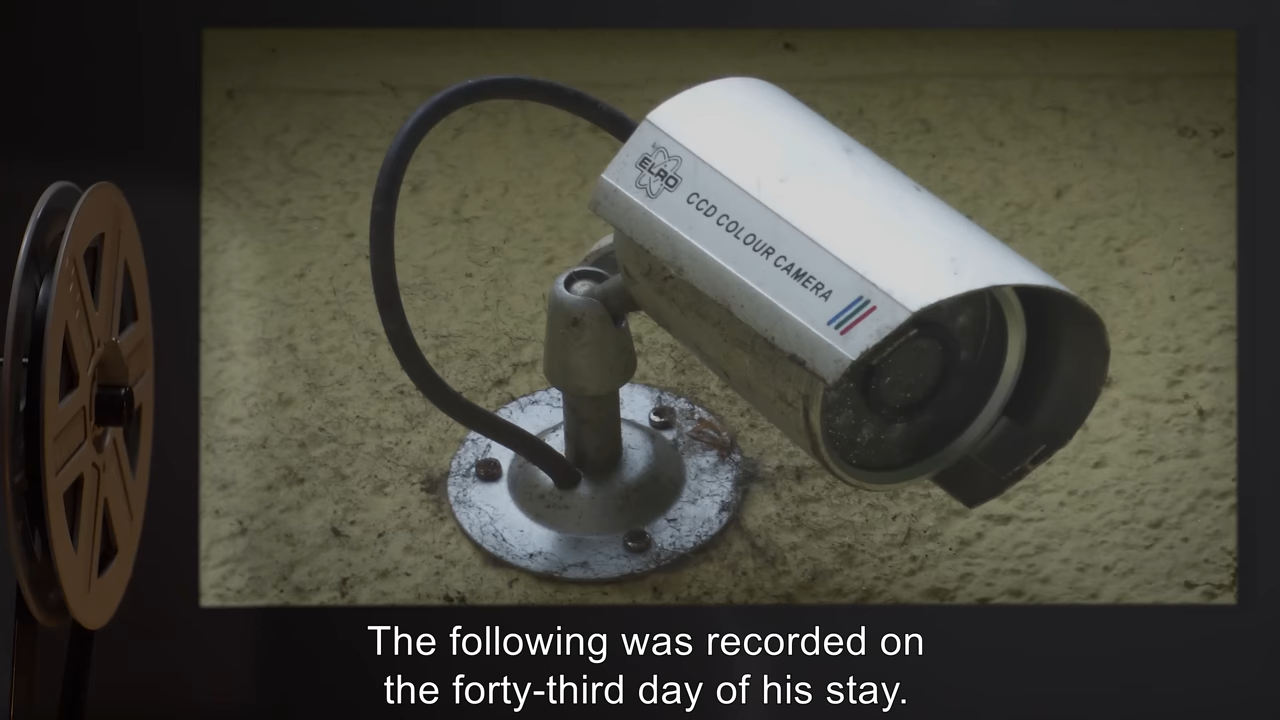 ELRO
CCD COLOUR CAMERA
The following was recorded on
the forty-third day of his stay.